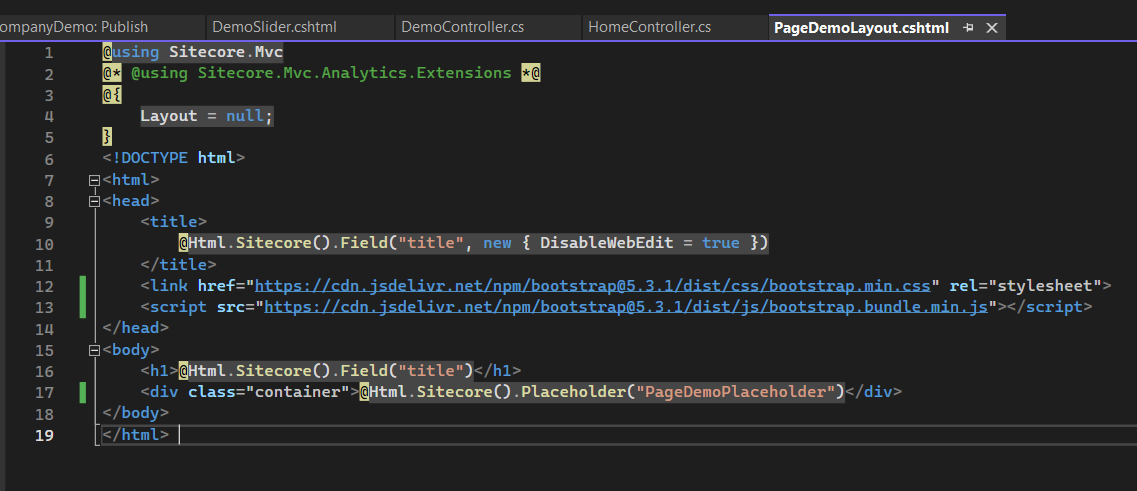 ompanyDemo: Publish DemoSlider.cshtml DemoController.cs HomeController.cs PageDemoLayout.cshtml
1 @using Sitecore.Mvc
2 @* @using Sitecore.Mvc.Analytics.Extensions *@
3 @{
4 Layout = null;
5 }
6 <!DOCTYPE html>
7 <html>
8 <head>
9 <title>
10 @Html.Sitecore().Field("title", new { DisableWebEdit = true })
11 </title>
12 <link href="https://cdn.jsdelivr.net/npm/bootstrap@5.3.1/dist/css/bootstrap.min.css" rel="stylesheet">
13 <script src="https://cdn.jsdelivr.net/npm/bootstrap@5.3.1/dist/js/bootstrap.bundle.min.js"></script>
14 </head>
15 <body>
16 <h1>@Html.Sitecore().Field("title")</h1>
17 <div class="container">@Html.Sitecore().Placeholder("PageDemoPlaceholder")</div>
18 </body>
19 </html>